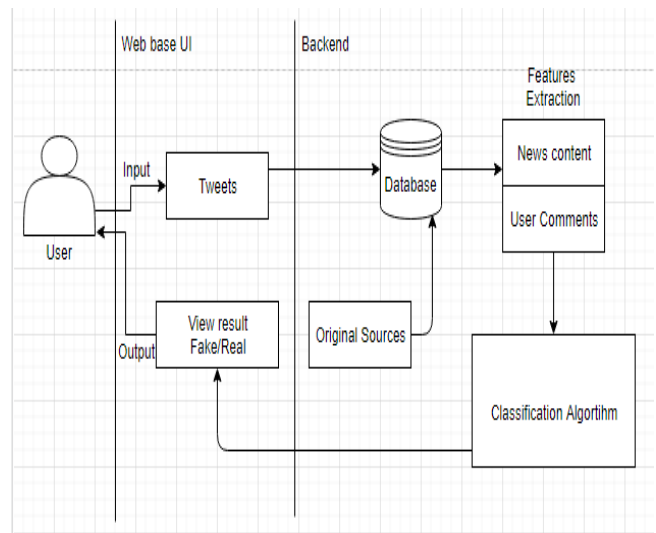 Web base UI
Backend
Features
Extraction
Input
Tweets
Database
News content
User Comments
User
View result
Fake/Real
Original Sources
Output
Classification Algortihm